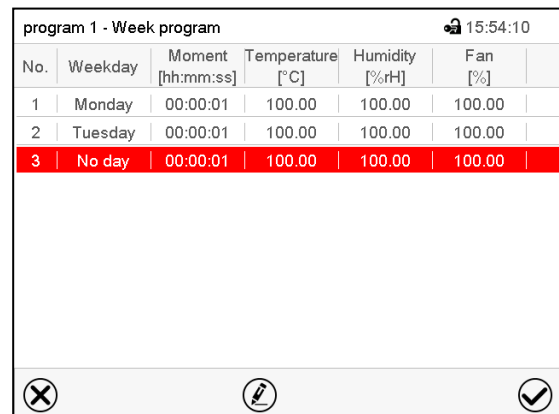 program 1 - Week program 15:54:10
No. Weekday Moment [hh:mm:ss] Temperature [°C] Humidity [%rH] Fan [%]
1 Monday 00:00:01 100.00 100.00 100.00
2 Tuesday 00:00:01 100.00 100.00 100.00
3 No day 00:00:01 100.00 100.00 100.00